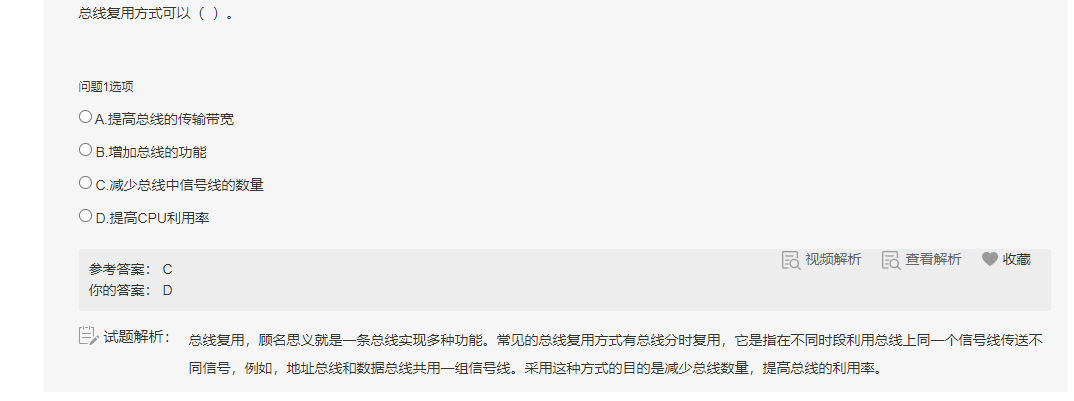 总线复用方式可以（ ）。
问题1选项
A.提高总线的传输带宽
B.增加总线的功能
C.减少总线中信号线的数量
D.提高CPU利用率
视频解析 查看解析 收藏
参考答案： C
你的答案： D
试题解析： 总线复用，顾名思义就是一条总线实现多种功能。常见的总线复用方式有总线分时复用，它是指在不同时段利用总线上同一个信号线传送不
同信号，例如，地址总线和数据总线共用一组信号线。采用这种方式的目的是减少总线数量，提高总线的利用率。